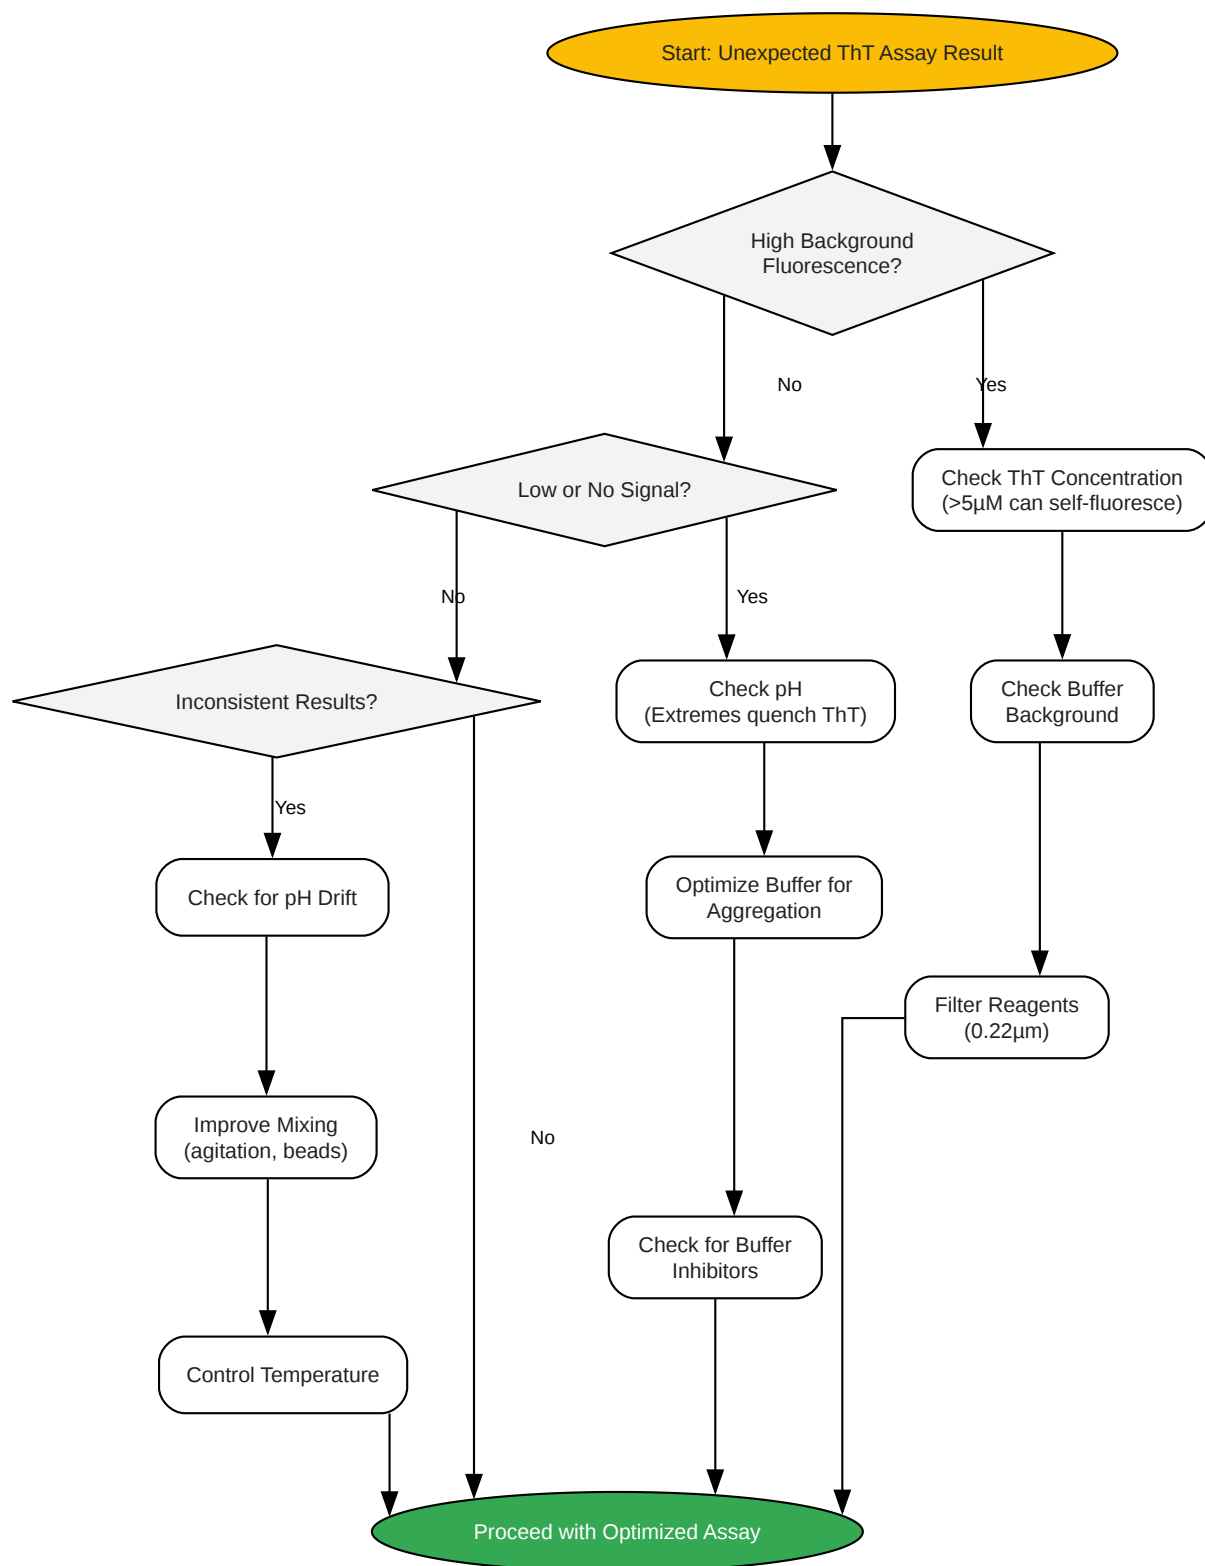 Start: Unexpected ThT Assay Result
High Background
Fluorescence?
No
Yes
Low or No Signal?
Check ThT Concentration
(>5µM can self-fluoresce)
No
Yes
Inconsistent Results?
Check pH
(Extremes quench ThT)
Check Buffer
Background
Yes
Check for pH Drift
Optimize Buffer for
Aggregation
Filter Reagents
(0.22µm)
Improve Mixing
(agitation, beads)
No
Check for Buffer
Inhibitors
Control Temperature
Proceed with Optimized Assay